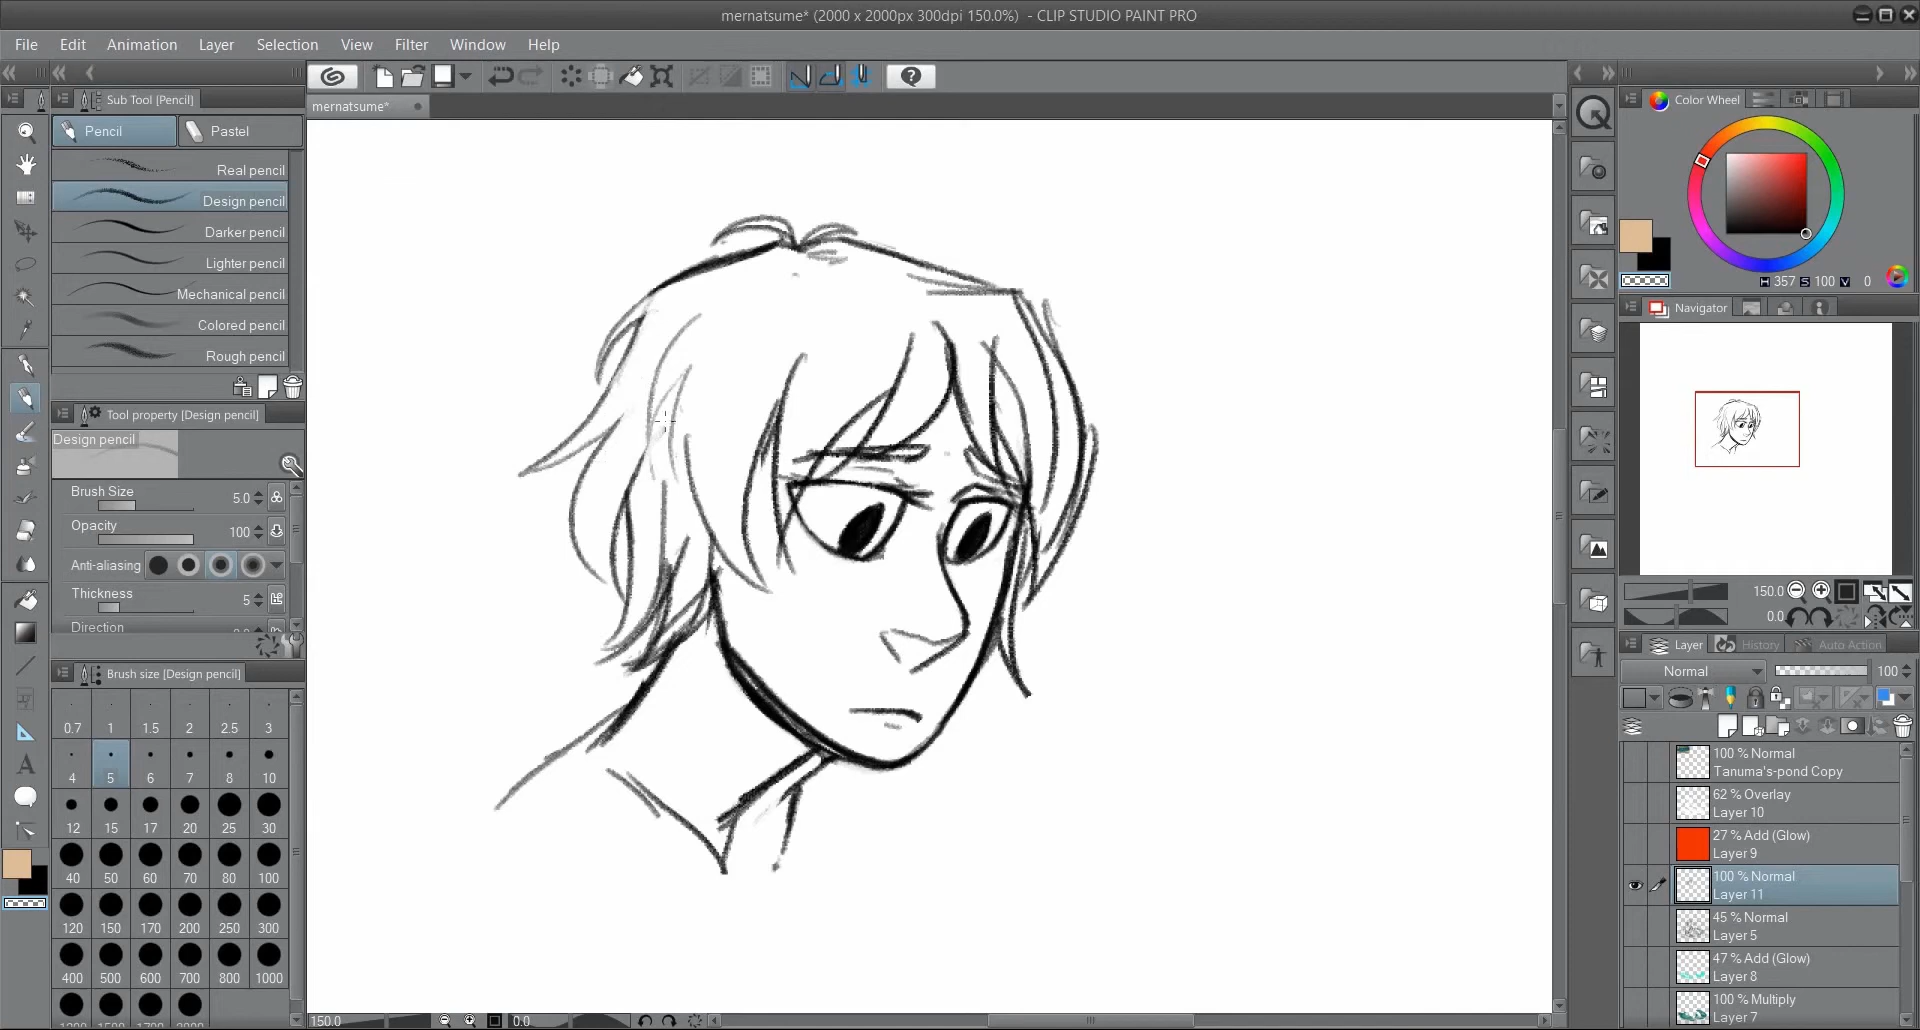 mernatsume* (2000 x 2000px 300dpi 150.0%) - CLIP STUDIO PAINT PRO
File Edit Animation Layer Selection View Filter Window Help
Sub Tool [Pencil]
mernatsume*
Color Wheel
Pencil Pastel
Real pencil
Design pencil
Darker pencil
Lighter pencil
Mechanical pencil
Colored pencil
Rough pencil
H 357 S 100 V 0
Navigator
Tool property [Design pencil]
Design pencil
Brush Size 5.0
Opacity 100
Anti-aliasing
Thickness 5
Direction
150.0
0.0
Layer History Auto Action
Normal 100
Brush size [Design pencil]
0.7 1 1.5 2 2.5 3
4 5 6 7 8 10
12 15 17 20 25 30
40 50 60 70 80 100
120 150 170 200 250 300
400 500 600 700 800 1000
100 % Normal
Tanuma's-pond Copy
62 % Overlay
Layer 10
27 % Add (Glow)
Layer 9
100 % Normal
Layer 11
45 % Normal
Layer 5
47 % Add (Glow)
Layer 8
100 % Multiply
Layer 7
150.0 0.0